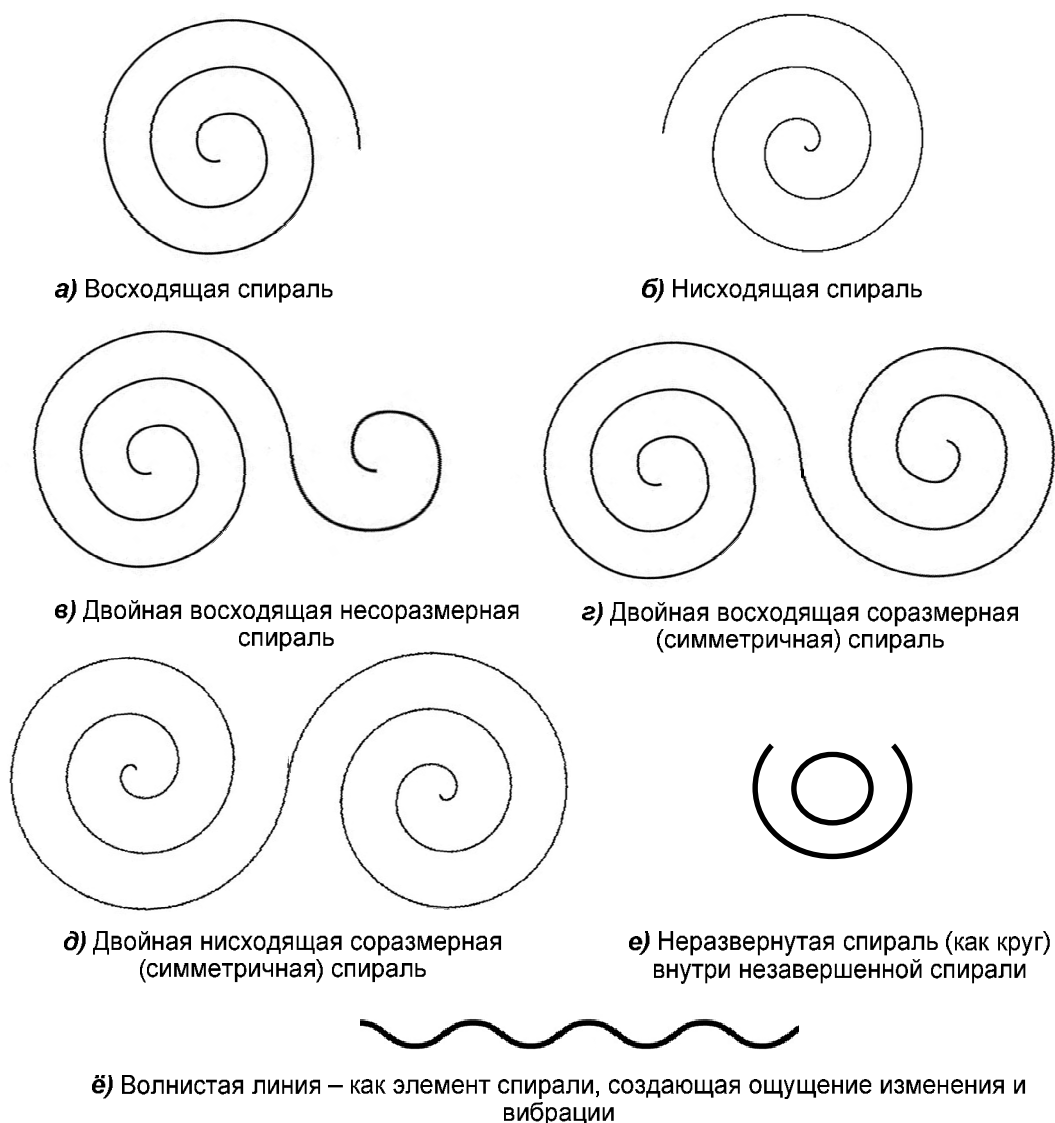 а) Восходящая спираль
б) Нисходящая спираль
в) Двойная восходящая несоразмерная
спираль
г) Двойная восходящая соразмерная
(симметричная) спираль
д) Двойная нисходящая соразмерная
(симметричная) спираль
е) Неразвернутая спираль (как круг)
внутри незавершенной спирали
ё) Волнистая линия – как элемент спирали, создающая ощущение изменения и
вибрации